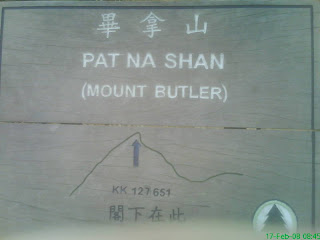 畢拿山
PAT NA SHAN
(MOUNT BUTLER)
KK 127 651
閣下在此
17-Feb-08 08:45